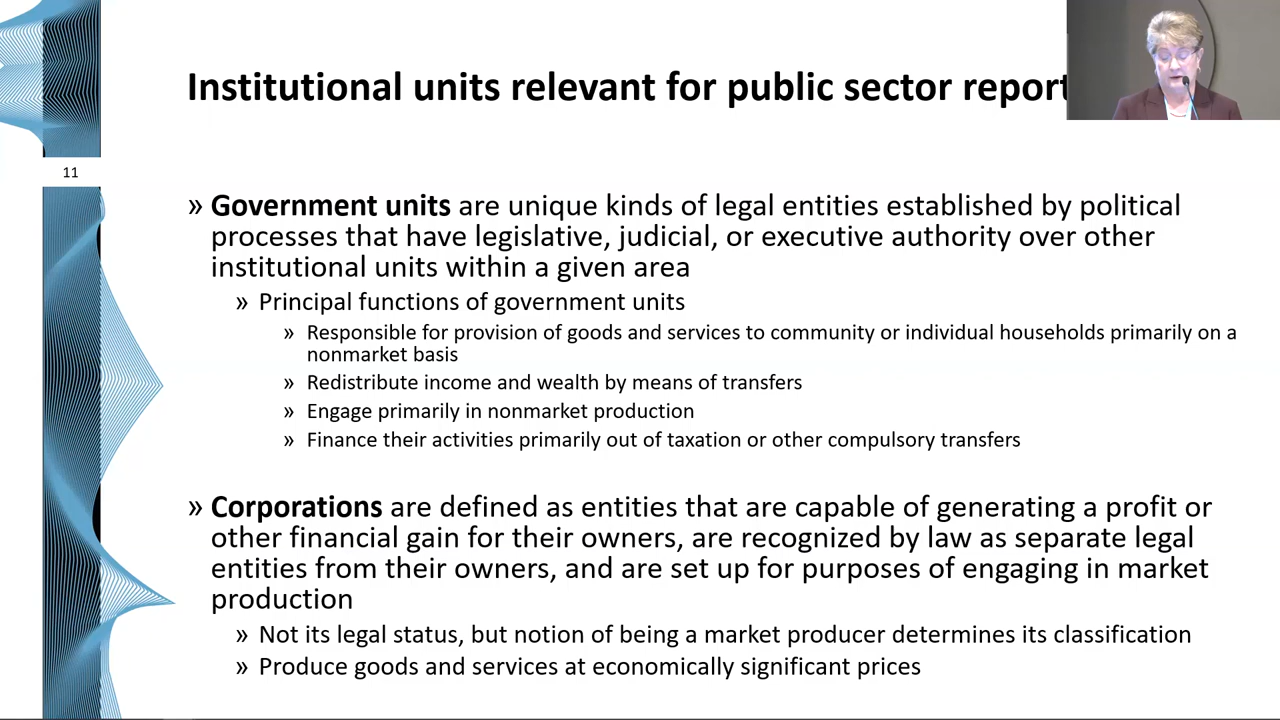 Institutional units relevant for public sector report
11
» Government units are unique kinds of legal entities established by political
processes that have legislative, judicial, or executive authority over other
institutional units within a given area
» Principal functions of government units
» Responsible for provision of goods and services to community or individual households primarily on a
nonmarket basis
» Redistribute income and wealth by means of transfers
» Engage primarily in nonmarket production
» Finance their activities primarily out of taxation or other compulsory transfers
» Corporations are defined as entities that are capable of generating a profit or
other financial gain for their owners, are recognized by law as separate legal
entities from their owners, and are set up for purposes of engaging in market
production
» Not its legal status, but notion of being a market producer determines its classification
» Produce goods and services at economically significant prices